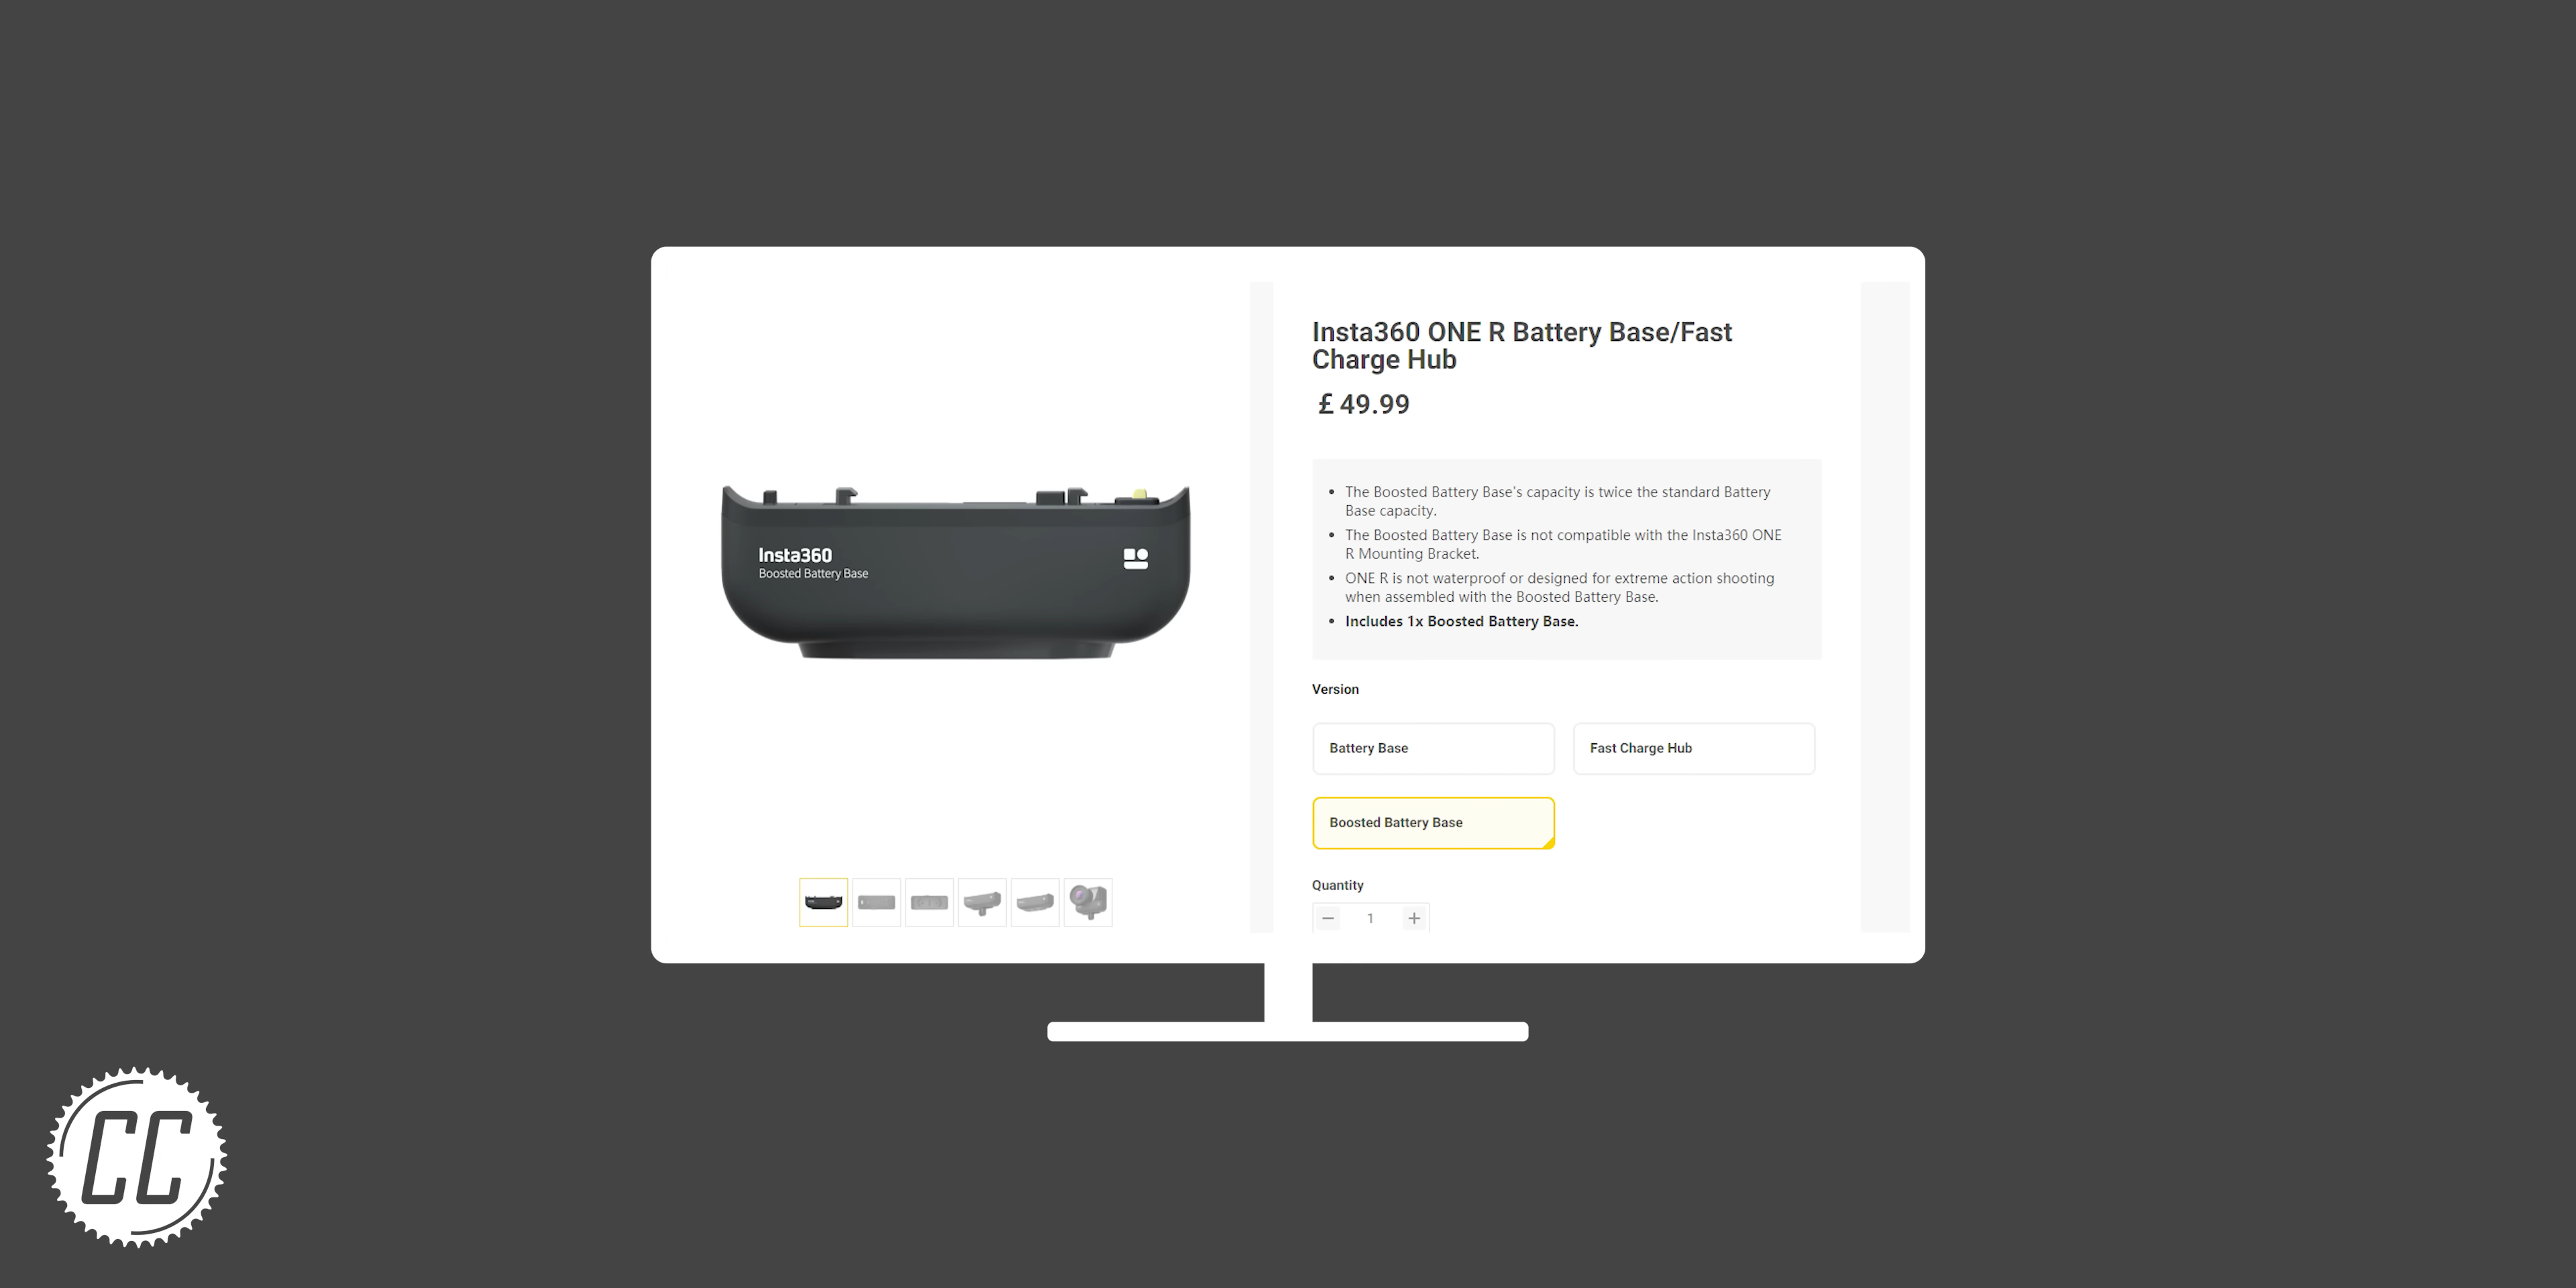 Insta360 ONE R Battery Base/Fast
Charge Hub
£ 49.99
Insta360
Boosted Battery Base
• The Boosted Battery Base's capacity is twice the standard Battery
Base capacity.
• The Boosted Battery Base is not compatible with the Insta360 ONE
R Mounting Bracket.
• ONE R is not waterproof or designed for extreme action shooting
when assembled with the Boosted Battery Base.
• Includes 1x Boosted Battery Base.
Version
Battery Base
Fast Charge Hub
Boosted Battery Base
Quantity
− 1 +
CC